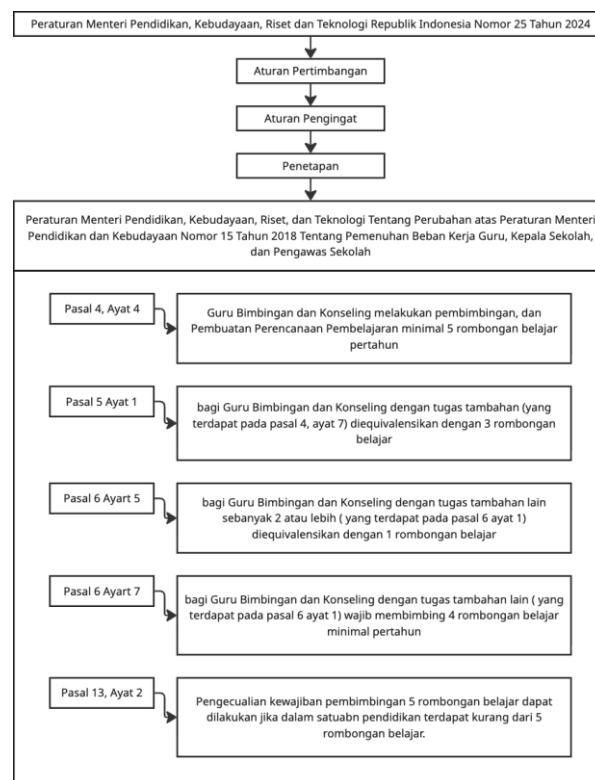 Peraturan Menteri Pendidikan, Kebudayaan, Riset dan Teknologi Republik Indonesia Nomor 25 Tahun 2024
Aturan Pertimbangan
Aturan Pengingat
Penetapan
Peraturan Menteri Pendidikan, Kebudayaan, Riset, dan Teknologi Tentang Perubahan atas Peraturan Menteri
Pendidikan dan Kebudayaan Nomor 15 Tahun 2018 Tentang Pemenuhan Beban Kerja Guru, Kepala Sekolah,
dan Pengawas Sekolah
Pasal 4, Ayat 4
Guru Bimbingan dan Konseling melakukan pembimbingan, dan
Pembuatan Perencanaan Pembelajaran minimal 5 rombongan belajar
pertahun
Pasal 5 Ayat 1
bagi Guru Bimbingan dan Konseling dengan tugas tambahan (yang
terdapat pada pasal 4, ayat 7) diequivalensikan dengan 3 rombongan
belajar
Pasal 6 Ayart 5
bagi Guru Bimbingan dan Konseling dengan tugas tambahan lain
sebanyak 2 atau lebih ( yang terdapat pada pasal 6 ayat 1)
diequivalensikan dengan 1 rombongan belajar
Pasal 6 Ayart 7
bagi Guru Bimbingan dan Konseling dengan tugas tambahan lain ( yang
terdapat pada pasal 6 ayat 1) wajib membimbing 4 rombongan belajar
minimal pertahun
Pasal 13, Ayat 2
Pengecualian kewajiban pembimbingan 5 rombongan belajar dapat
dilakukan jika dalam satuabn pendidikan terdapat kurang dari 5
rombongan belajar.